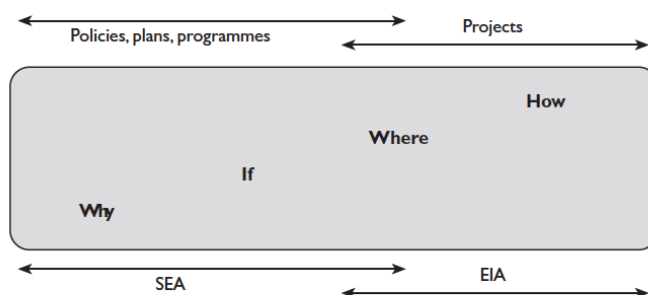 Policies, plans, programmes
Projects
How
Where
If
Why
SEA
EIA